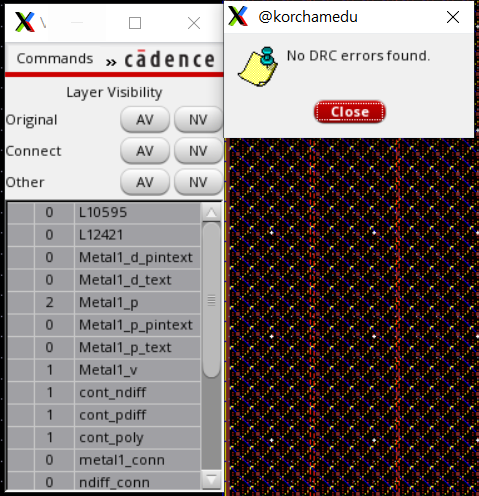 \
@korchamedu
No DRC errors found.
Close
Commands » cādence
Layer Visibility
Original AV NV
Connect AV NV
Other AV NV
0 L10595
0 L12421
0 Metal1_d_pintext
0 Metal1_d_text
2 Metal1_p
0 Metal1_p_pintext
0 Metal1_p_text
1 Metal1_v
1 cont_ndiff
1 cont_pdiff
1 cont_poly
0 metal1_conn
0 ndiff_conn